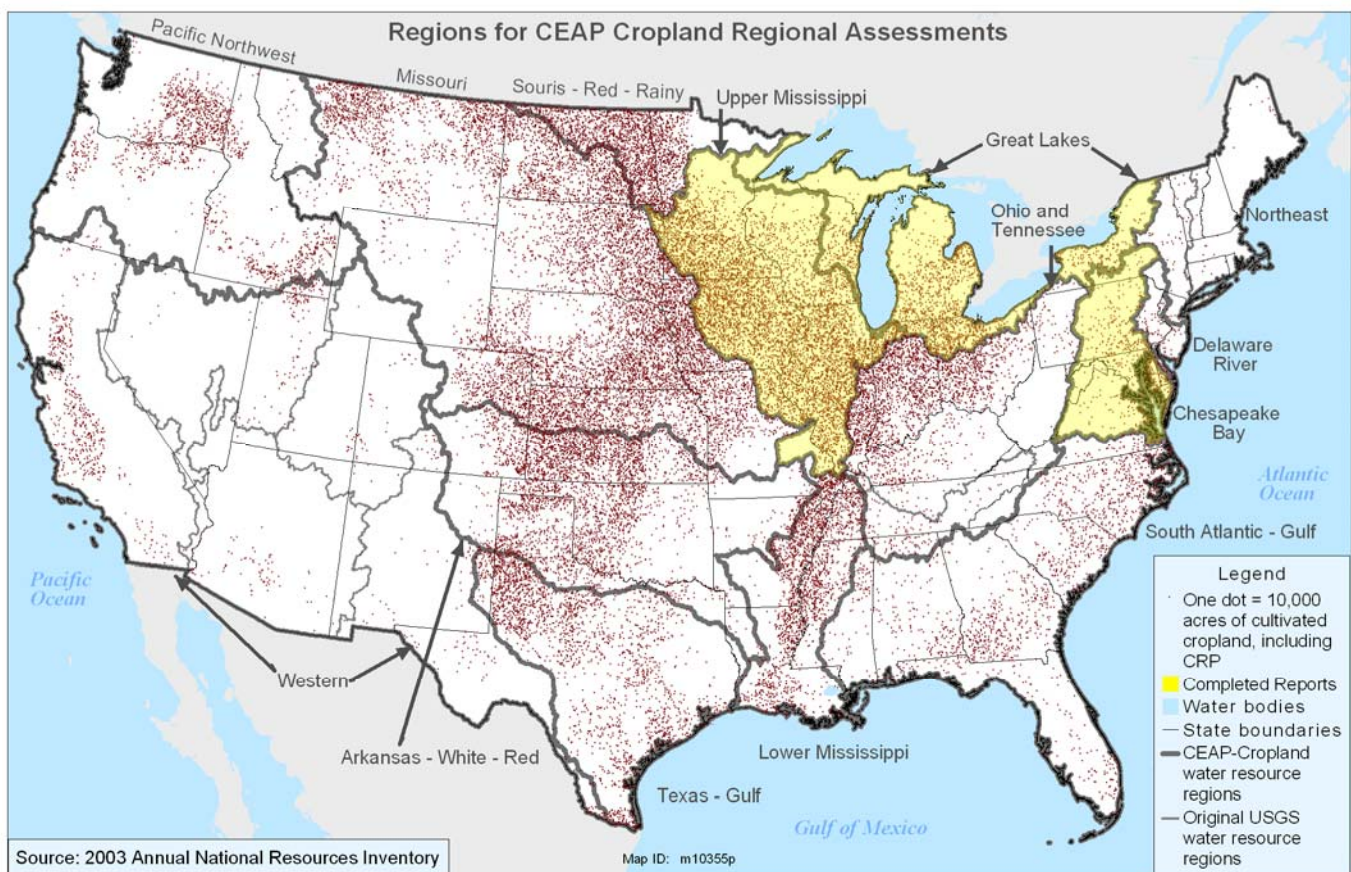 Regions for CEAP Cropland Regional Assessments
Pacific Northwest
Missouri
Souris - Red - Rainy
Upper Mississippi
Great Lakes
Ohio and
Tennessee
Northeast
Delaware
River
Chesapeake
Bay
Atlantic
Ocean
South Atlantic - Gulf
Pacific
Ocean
Western
Arkansas - White - Red
Lower Mississippi
Texas - Gulf
Gulf of Mexico
Legend
One dot = 10,000
acres of cultivated
cropland, including
CRP
Completed Reports
Water bodies
State boundaries
CEAP-Cropland
water resource
regions
Original USGS
water resource
regions
Source: 2003 Annual National Resources Inventory
Map ID: m10355p